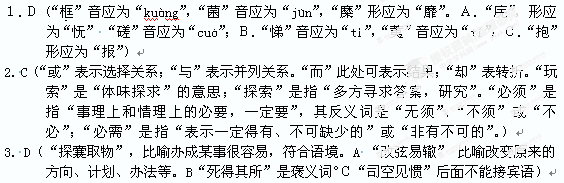 1．D（“框”音应为“kuàng”，“菌”音应为“jūn”，“糜”形应为“靡”。A．“ 形应
为“恍”·“磋”音应为“cuō；B．“悌”音应为“tì”，“ ”音应为 C．“抱”
形应为“报”）
2．C（“或”表示选择关系；“与”表示并列关系。“而”此处可表示 ；“却”表转折。“玩
索”是“体味探求”的意思；“探索”是指“多方寻求答案，研究”。“必须”是
指“事理上和情理上的必要，一定要”，其反义词是“无须”、“不须”或“不
必”；“必需”是指“表示一定得有、不可缺少的”或“非有不可的”。）
3．D（“探囊取物”，比喻办成某事很容易，符合语境。A“改弦易辙”比喻改变原来的
方向、计划、办法等。B“死得其所”是褒义词°C“司空见惯”后面不能接宾语）